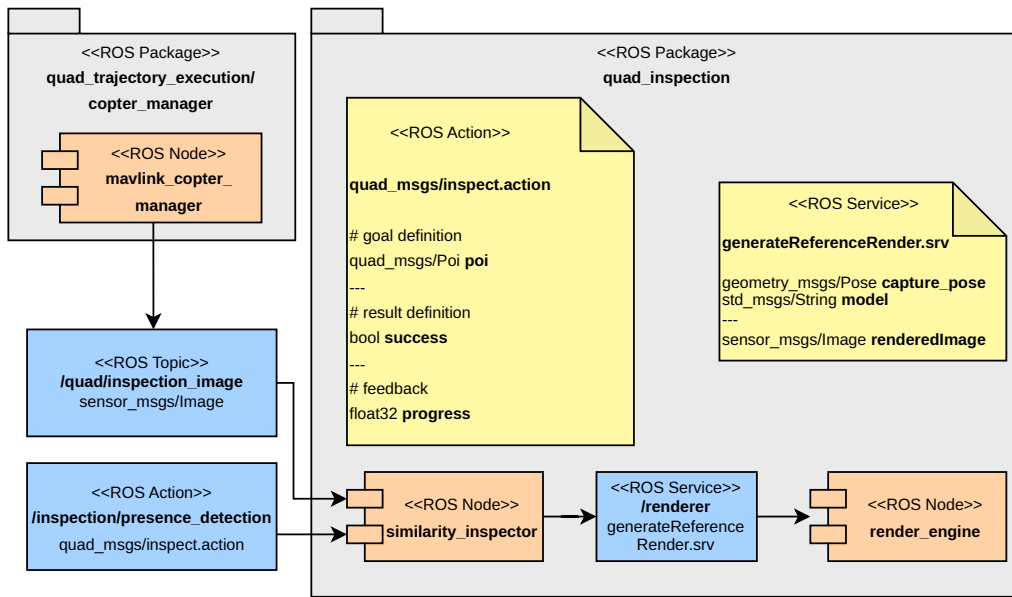 <<ROS Package>>
quad_trajectory_execution/
copter_manager
<<ROS Node>>
mavlink_copter_
manager
<<ROS Topic>>
/quad/inspection_image
sensor_msgs/Image
<<ROS Action>>
/inspection/presence_detection
quad_msgs/inspect.action
<<ROS Package>>
quad_inspection
<<ROS Action>>
quad_msgs/inspect.action
# goal definition
quad_msgs/Poi poi
---
# result definition
bool success
---
# feedback
float32 progress
<<ROS Service>>
generateReferenceRender.srv
geometry_msgs/Pose capture_pose
std_msgs/String model
---
sensor_msgs/Image renderedImage
<<ROS Node>>
similarity_inspector
<<ROS Service>>
/renderer
generateReference
Render.srv
<<ROS Node>>
render_engine